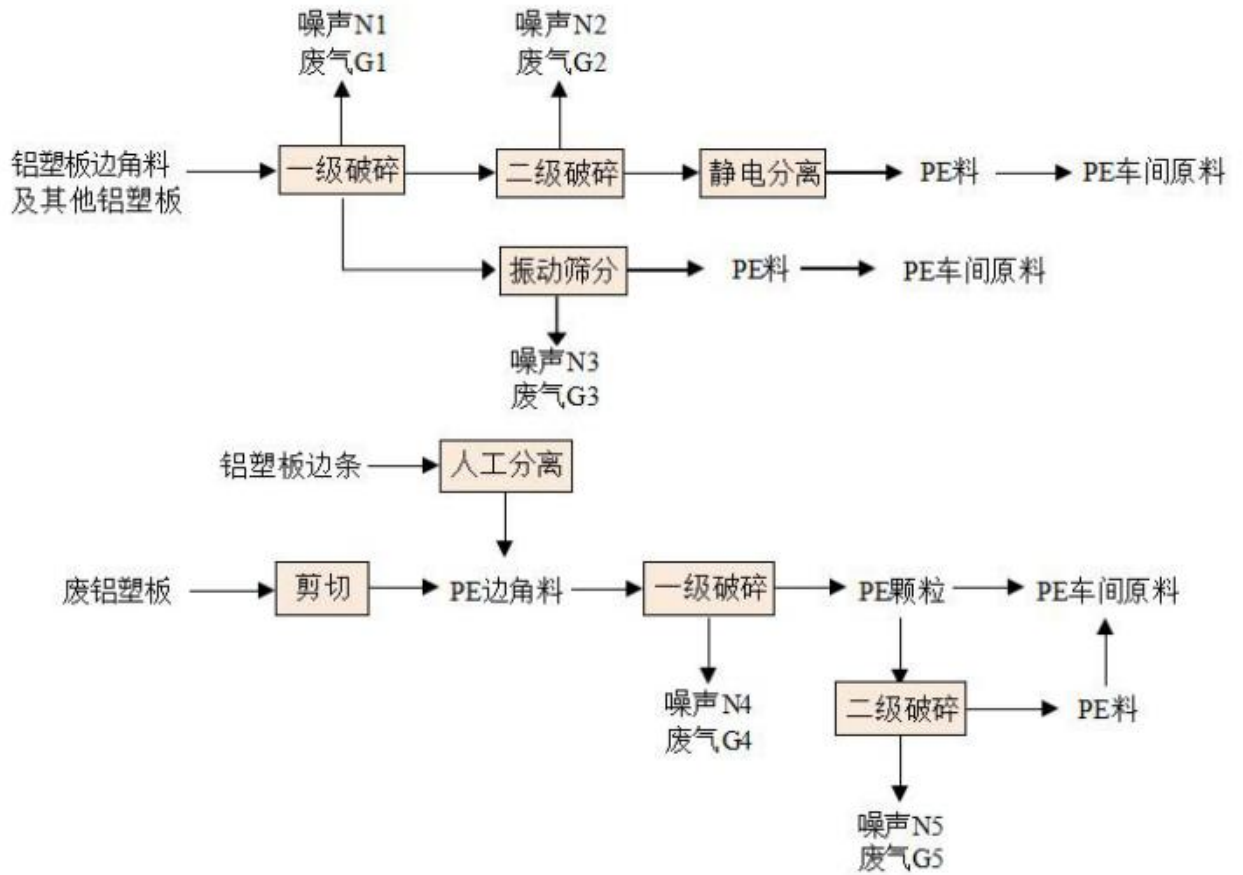 噪声N1
废气G1
噪声N2
废气G2
铝塑板边角料
及其他铝塑板
一级破碎
二级破碎
静电分离
PE料
PE车间原料
振动筛分
PE料
PE车间原料
噪声N3
废气G3
铝塑板边条
人工分离
废铝塑板
剪切
PE边角料
一级破碎
PE颗粒
PE车间原料
噪声N4
废气G4
二级破碎
PE料
噪声N5
废气G5